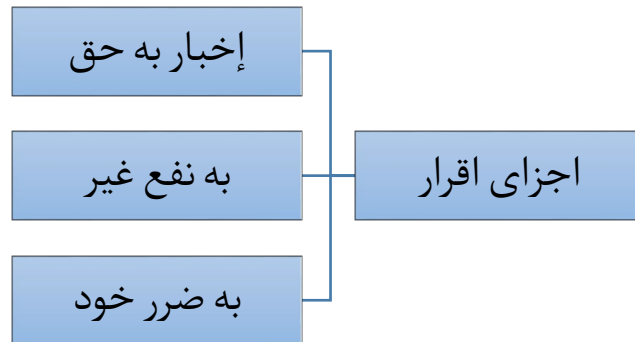 اجزای اقرار
إخبار به حق
به نفع غیر
به ضرر خود